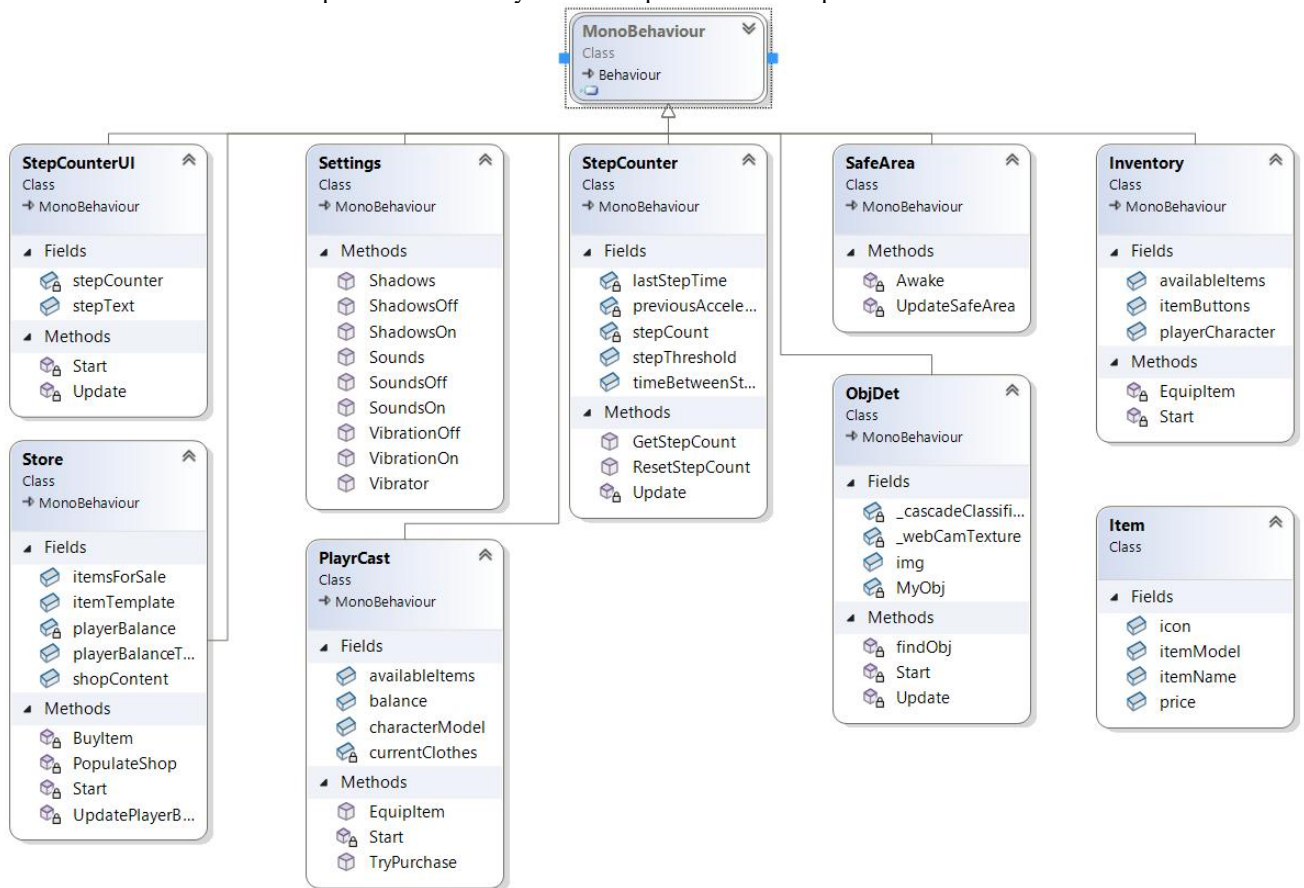 MonoBehaviour
Class
Behaviour
StepCounterUI
Class
MonoBehaviour
Fields
stepCounter
stepText
Methods
Start
Update
Settings
Class
MonoBehaviour
Methods
Shadows
ShadowsOff
ShadowsOn
Sounds
SoundsOff
SoundsOn
VibrationOff
VibrationOn
Vibrator
StepCounter
Class
MonoBehaviour
Fields
lastStepTime
previousAccele...
stepCount
stepThreshold
timeBetweenSt...
Methods
GetStepCount
ResetStepCount
Update
SafeArea
Class
MonoBehaviour
Methods
Awake
UpdateSafeArea
Inventory
Class
MonoBehaviour
Fields
availableItems
itemButtons
playerCharacter
Methods
EquipItem
Start
Store
Class
MonoBehaviour
Fields
itemsForSale
itemTemplate
playerBalance
playerBalanceT...
shopContent
Methods
BuyItem
PopulateShop
Start
UpdatePlayerB...
PlayrCast
Class
MonoBehaviour
Fields
availableItems
balance
characterModel
currentClothes
Methods
EquipItem
Start
TryPurchase
ObjDet
Class
MonoBehaviour
Fields
_cascadeClassifi...
_webCamTexture
img
MyObj
Methods
findObj
Start
Update
Item
Class
Fields
icon
itemModel
itemName
price